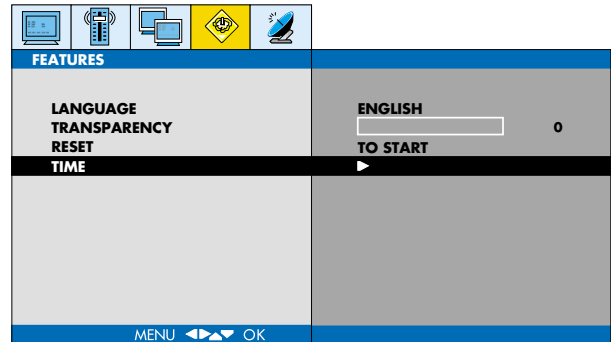 FEATURES
LANGUAGE ENGLISH
TRANSPARENCY 0
RESET TO START
TIME
MENU OK